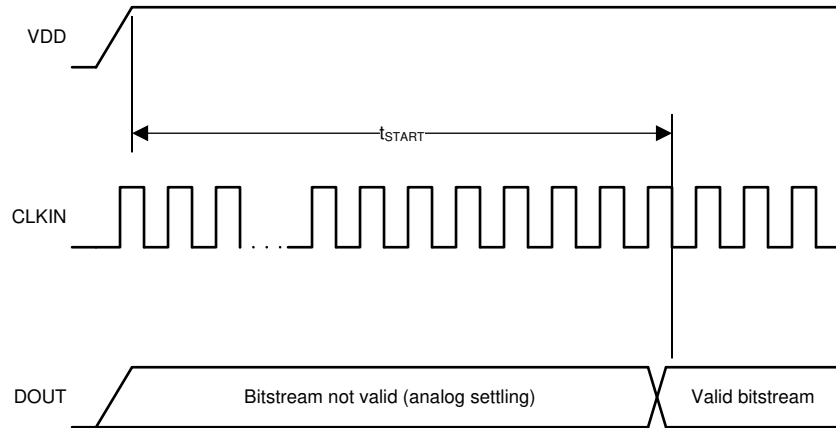 VDD
tSTART
CLKIN
. . .
DOUT
Bitstream not valid (analog settling)
Valid bitstream